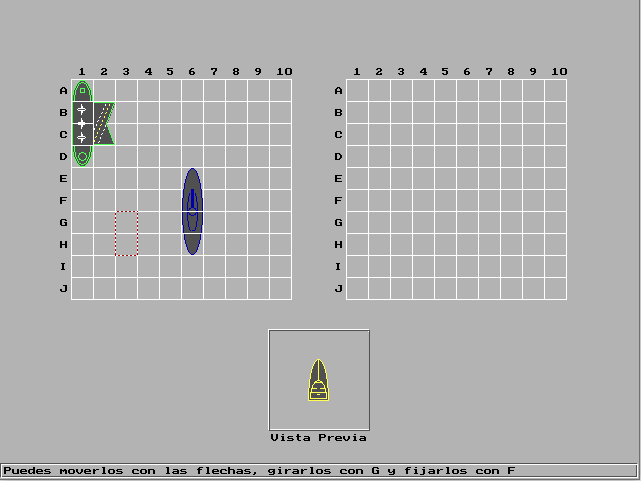 1 2 3 4 5 6 7 8 9 10 1 2 3 4 5 6 7 8 9 10
A A
B B
C C
D D
E E
F F
G G
H H
I I
J J
Vista Previa
Puedes moverlos con las flechas, girarlos con G y fijarlos con F